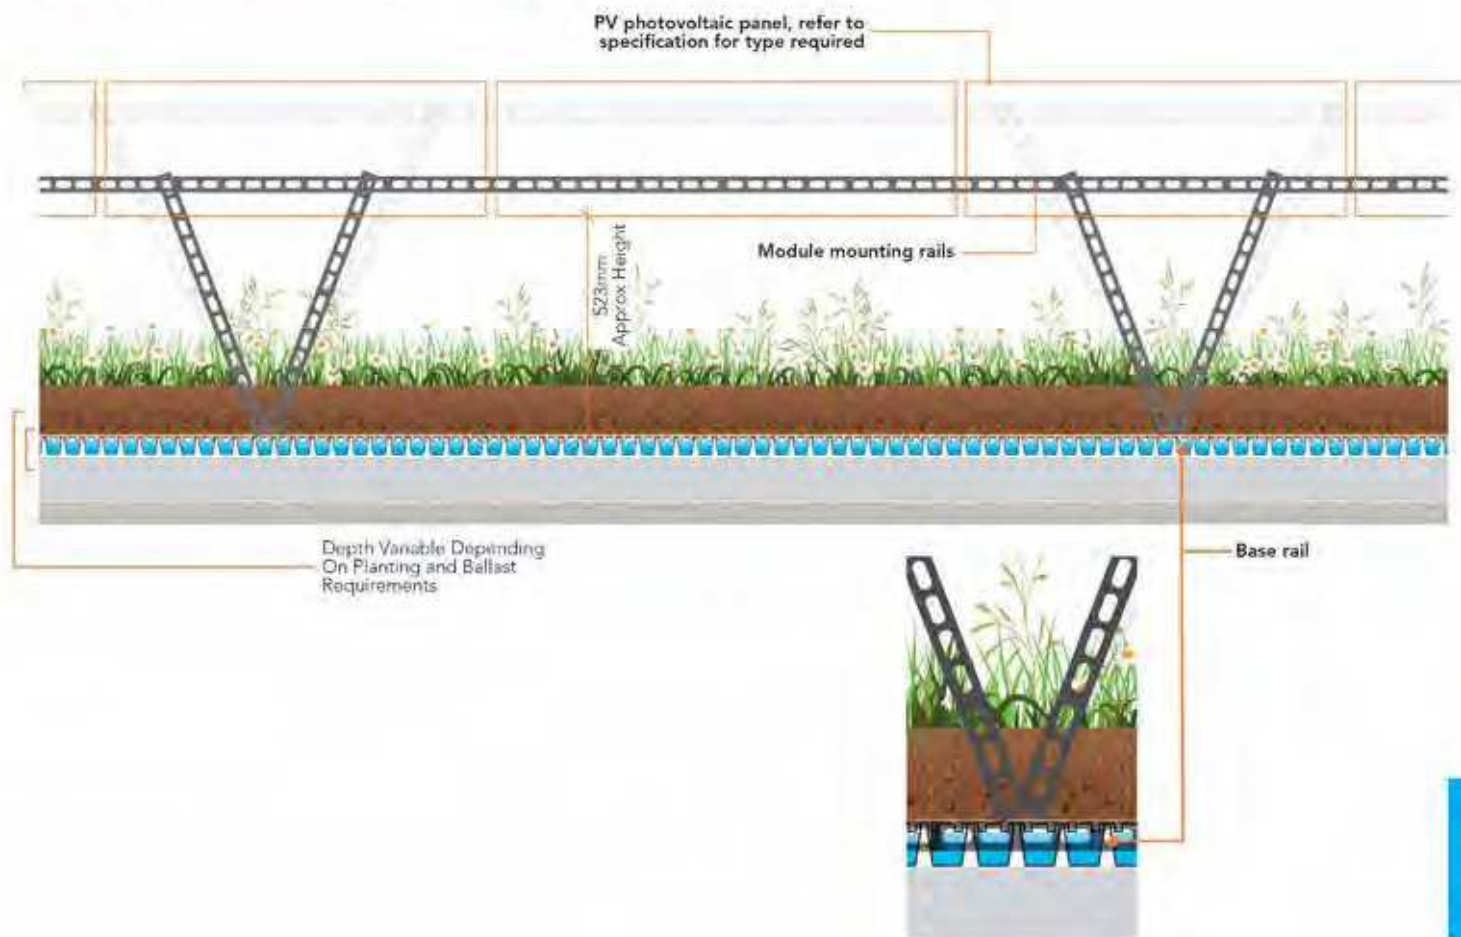 PV photovoltaic panel, refer to
specification for type required
Module mounting rails
523mm
Approx Height
Depth Variable Depending
On Planting and Ballast
Requirements
Base rail